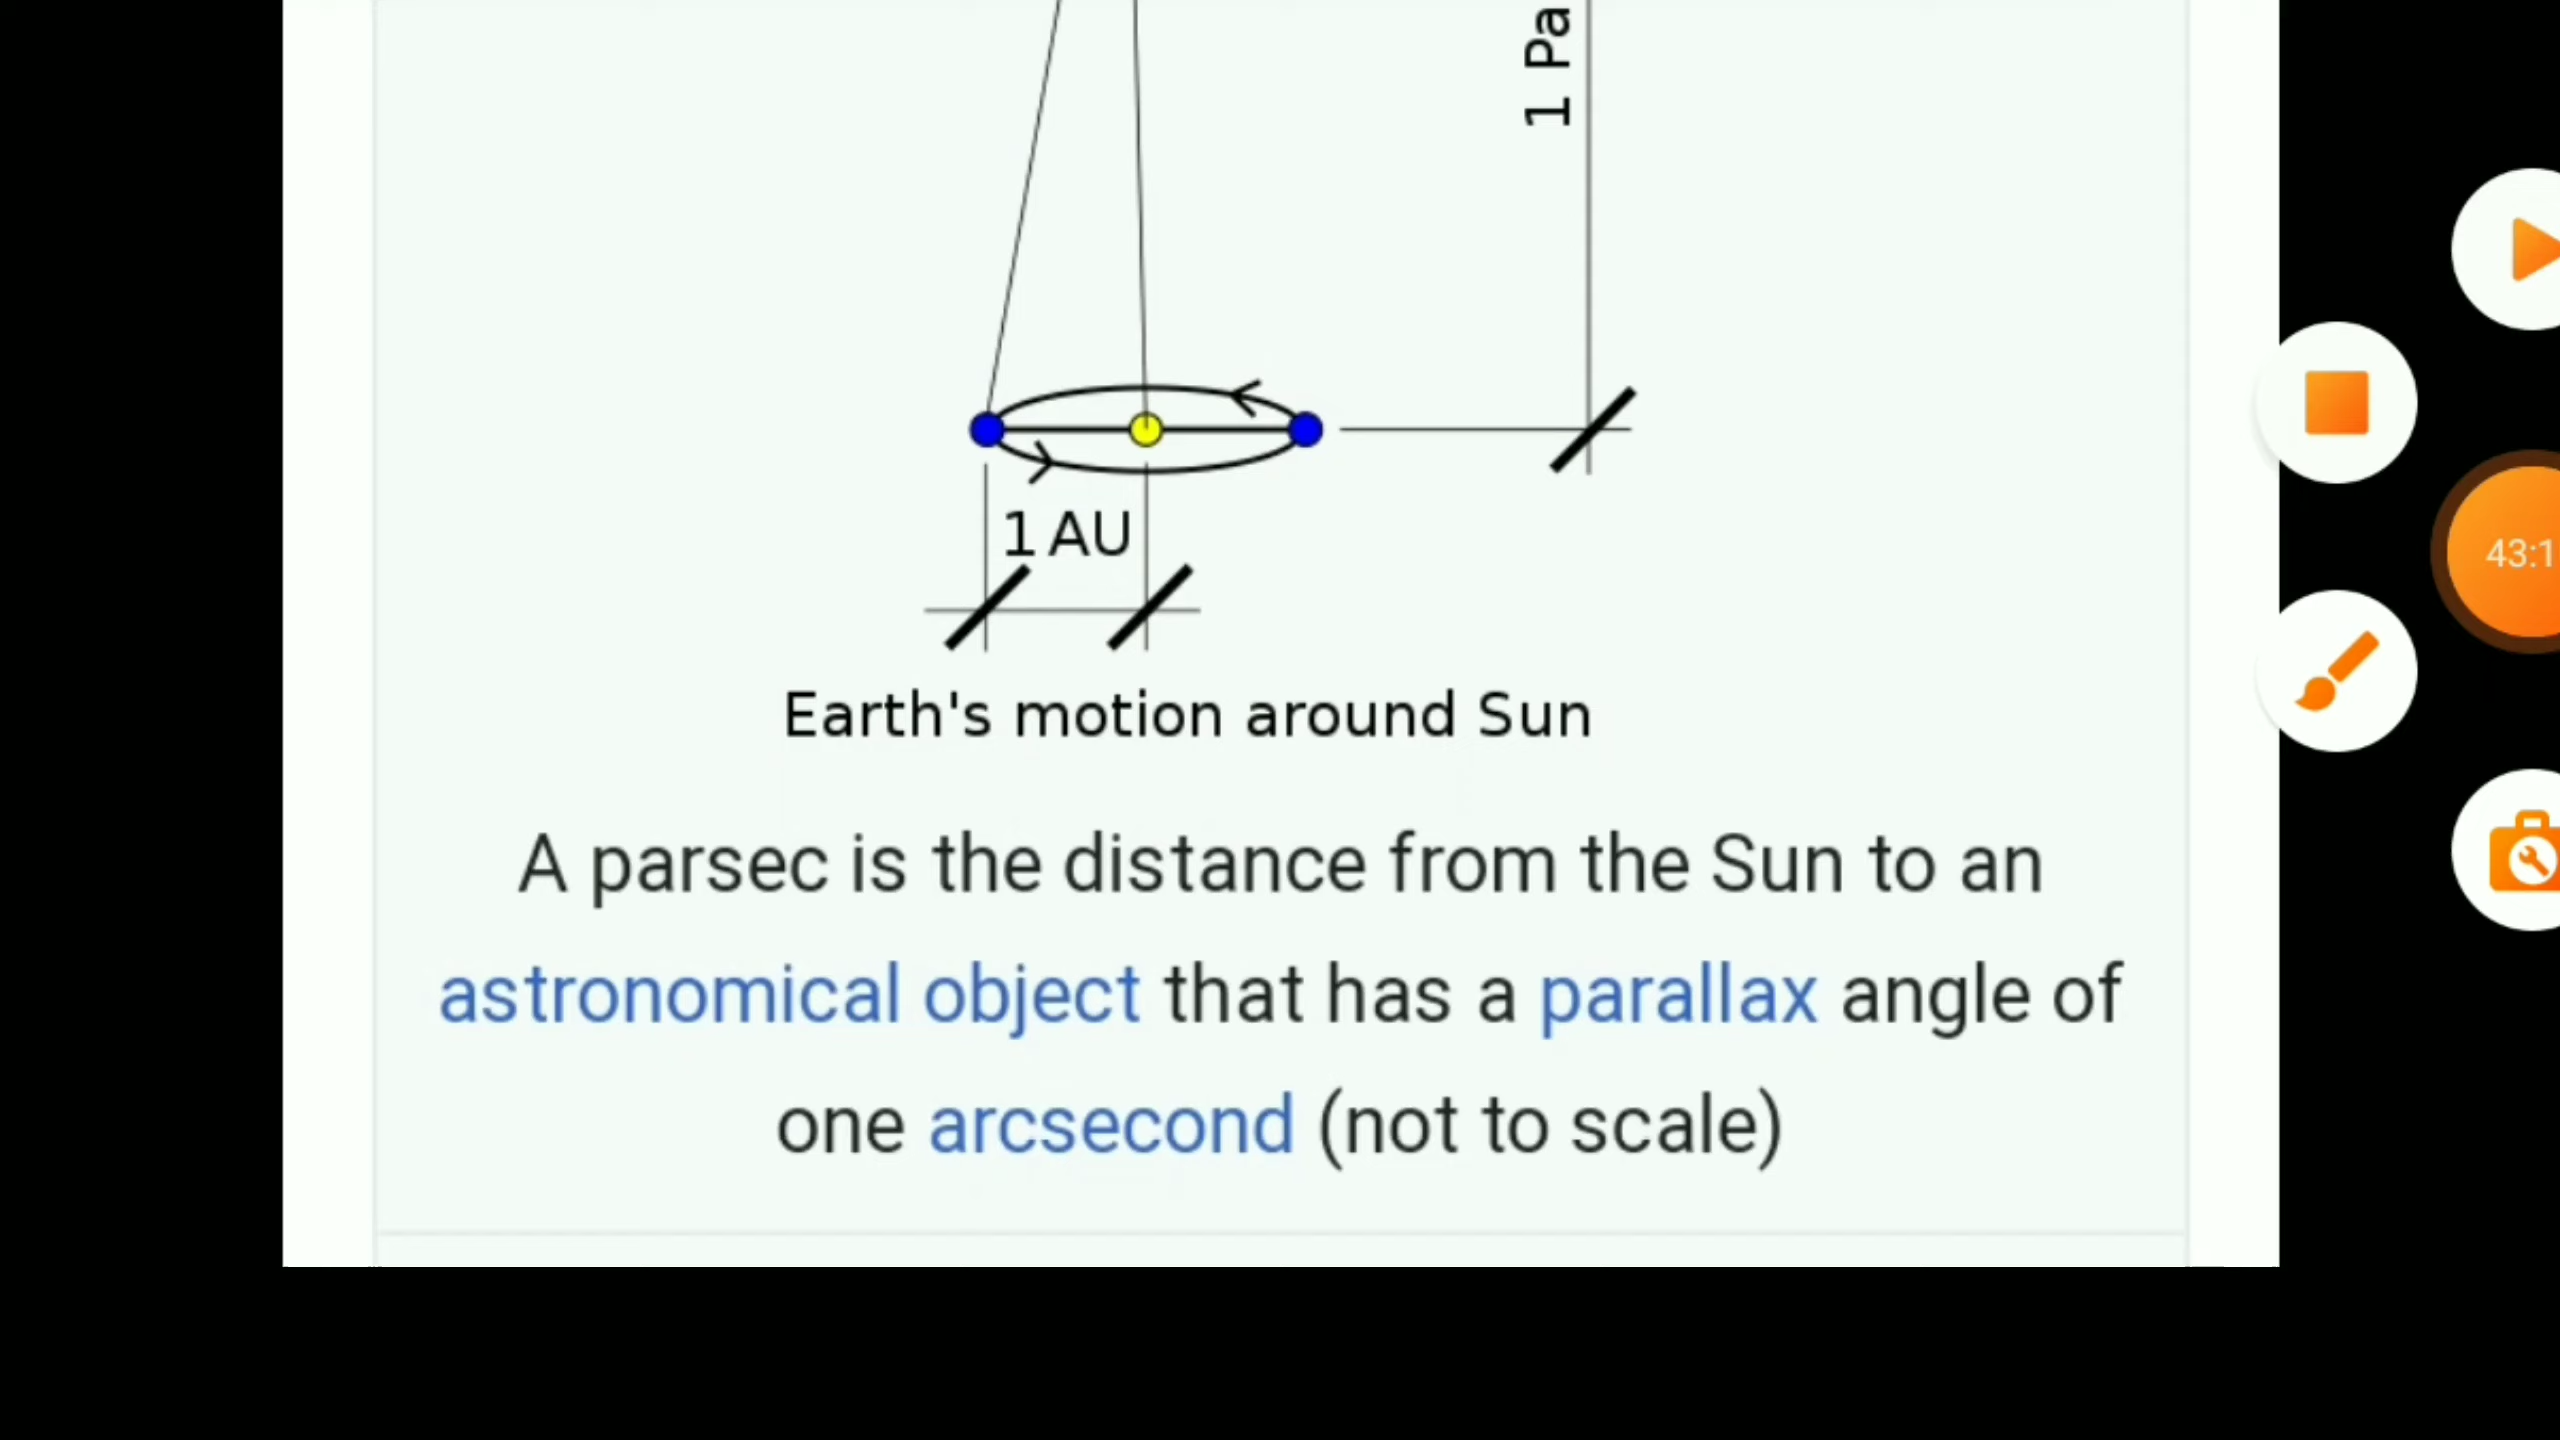 1 Pa
1 AU
Earth's motion around Sun
A parsec is the distance from the Sun to an
astronomical object that has a parallax angle of
one arcsecond (not to scale)
43:1